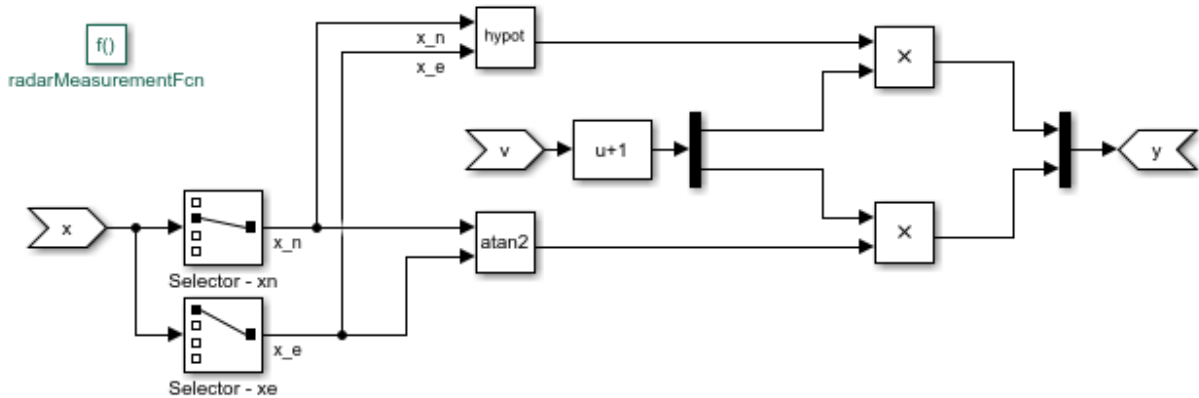 f()
radarMeasurementFcn
x_n
x_e
hypot
×
v
u+1
y
x
x_n
Selector - xn
atan2
×
x_e
Selector - xe